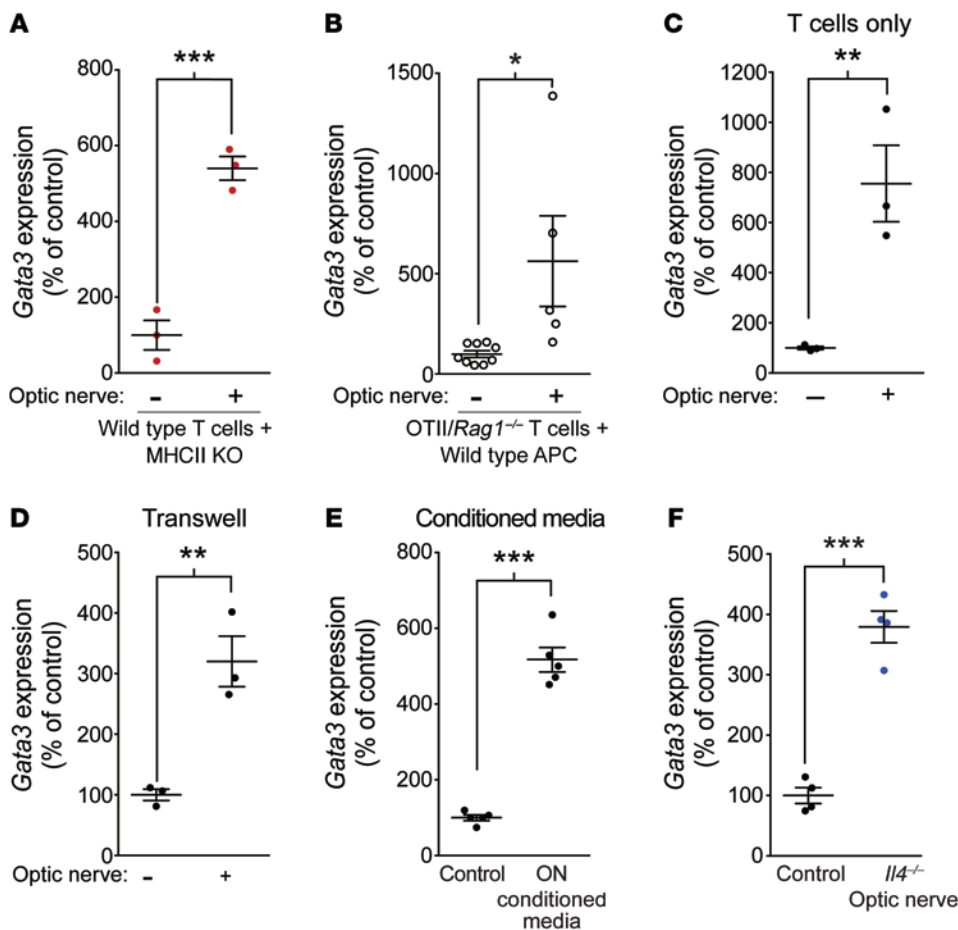 A
Gata3 expression
(% of control)
800
600
400
200
0
***
Optic nerve: - +
Wild type T cells +
MHCII KO
B
Gata3 expression
(% of control)
1500
1000
500
0
*
Optic nerve: - +
OTII/Rag1–/– T cells +
Wild type APC
C
T cells only
Gata3 expression
(% of control)
1200
1000
800
600
400
200
0
**
Optic nerve: — +
D
Transwell
Gata3 expression
(% of control)
500
400
300
200
100
0
**
Optic nerve: - +
E
Conditioned media
Gata3 expression
(% of control)
800
600
400
200
0
***
Control ON
conditioned
media
F
Gata3 expression
(% of control)
500
400
300
200
100
0
***
Control Il4–/–
Optic nerve